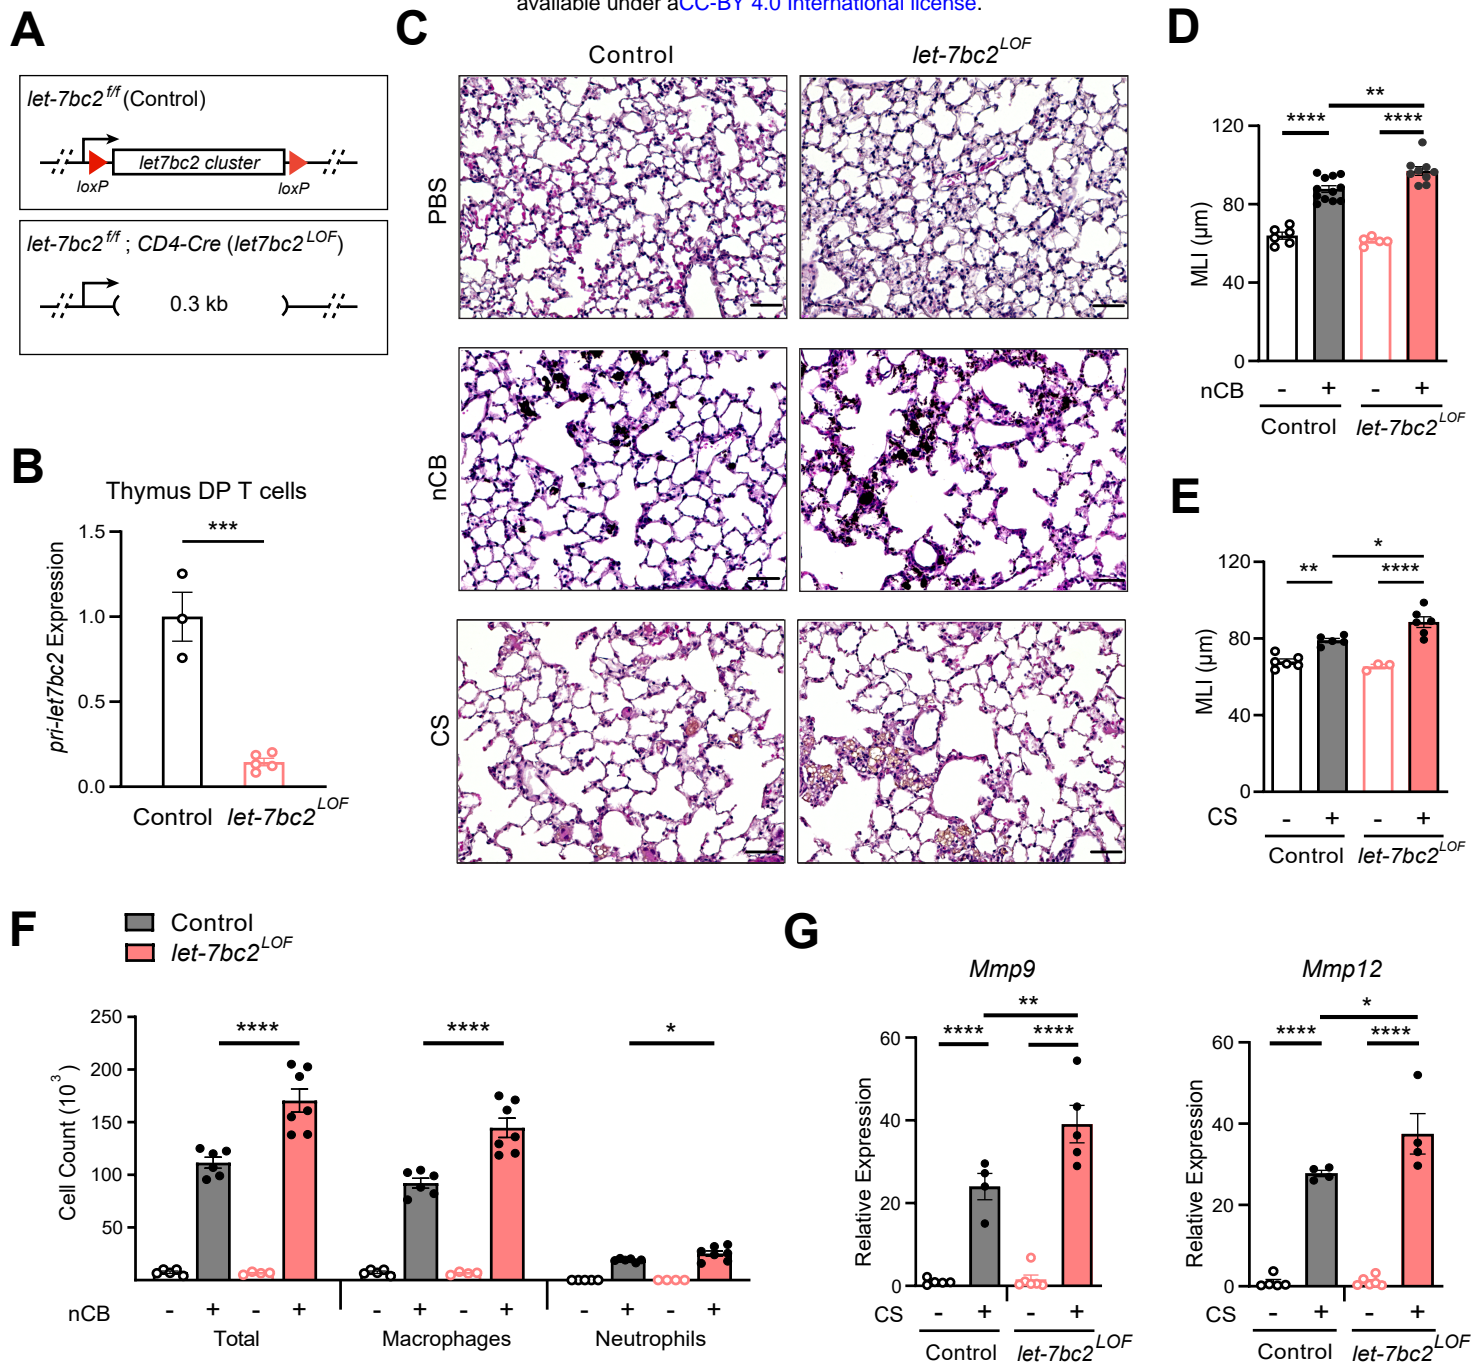 available under aCC-BY 4.0 International license.
A
let-7bc2 f/f (Control)
let7bc2 cluster
loxP
loxP
let-7bc2 f/f ; CD4-Cre (let7bc2 LOF)
0.3 kb
B
Thymus DP T cells
***
pri-let7bc2 Expression
1.5
1.0
0.5
0.0
Control let-7bc2 LOF
C
Control let-7bc2 LOF
PBS
nCB
CS
D
**
**** ****
MLI (µm)
120
80
40
0
nCB - + - +
Control let-7bc2 LOF
E
*
** ****
MLI (µm)
120
80
40
0
CS - + - +
Control let-7bc2 LOF
F
Control
let-7bc2 LOF
Cell Count (10 3)
250
200
150
100
50
**** **** *
nCB - + - + - + - + - + - +
Total Macrophages Neutrophils
G
Mmp9
**
**** ****
Relative Expression
60
40
20
0
CS - + - +
Control let-7bc2 LOF
Mmp12
*
**** ****
Relative Expression
60
40
20
0
CS - + - +
Control let-7bc2 LOF